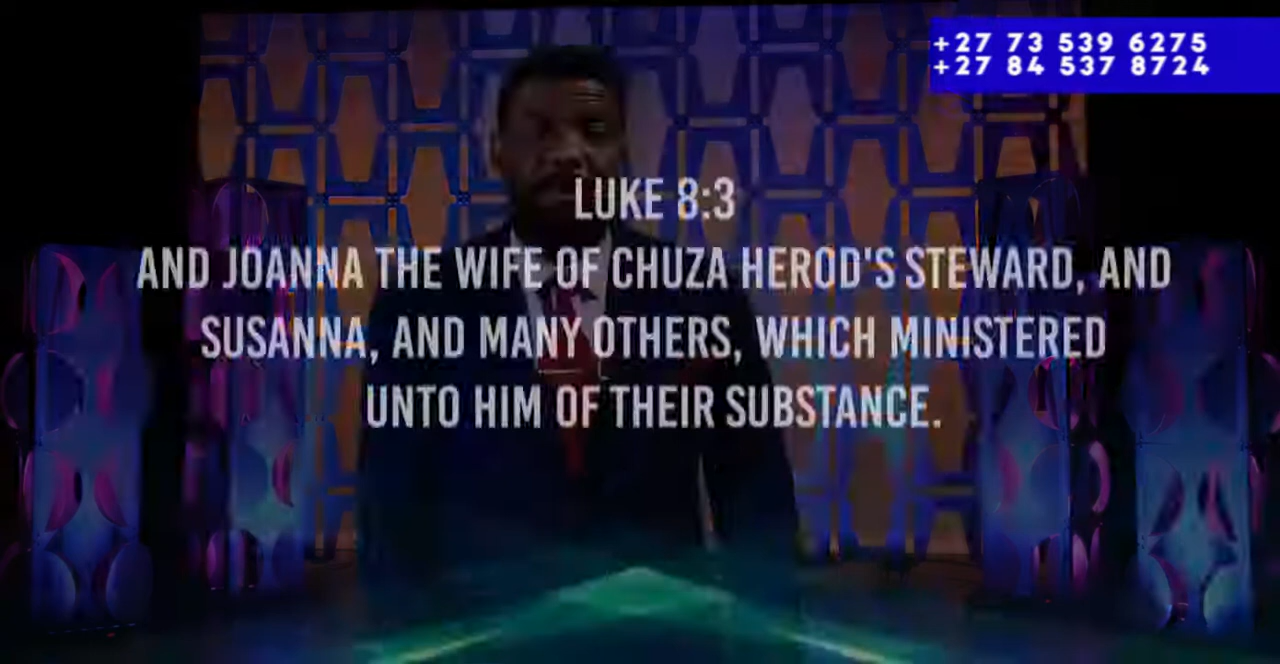 +27 73 539 6275
+27 84 537 8724
LUKE 8:3
AND JOANNA THE WIFE OF CHUZA HEROD'S STEWARD, AND
SUSANNA, AND MANY OTHERS, WHICH MINISTERED
UNTO HIM OF THEIR SUBSTANCE.